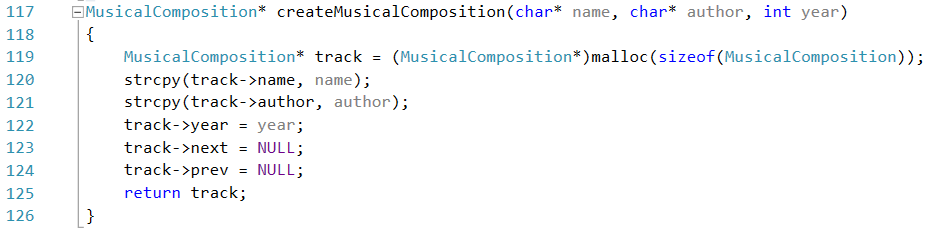 117 MusicalComposition* createMusicalComposition(char* name, char* author, int year)
118 {
119 MusicalComposition* track = (MusicalComposition*)malloc(sizeof(MusicalComposition));
120 strcpy(track->name, name);
121 strcpy(track->author, author);
122 track->year = year;
123 track->next = NULL;
124 track->prev = NULL;
125 return track;
126 }